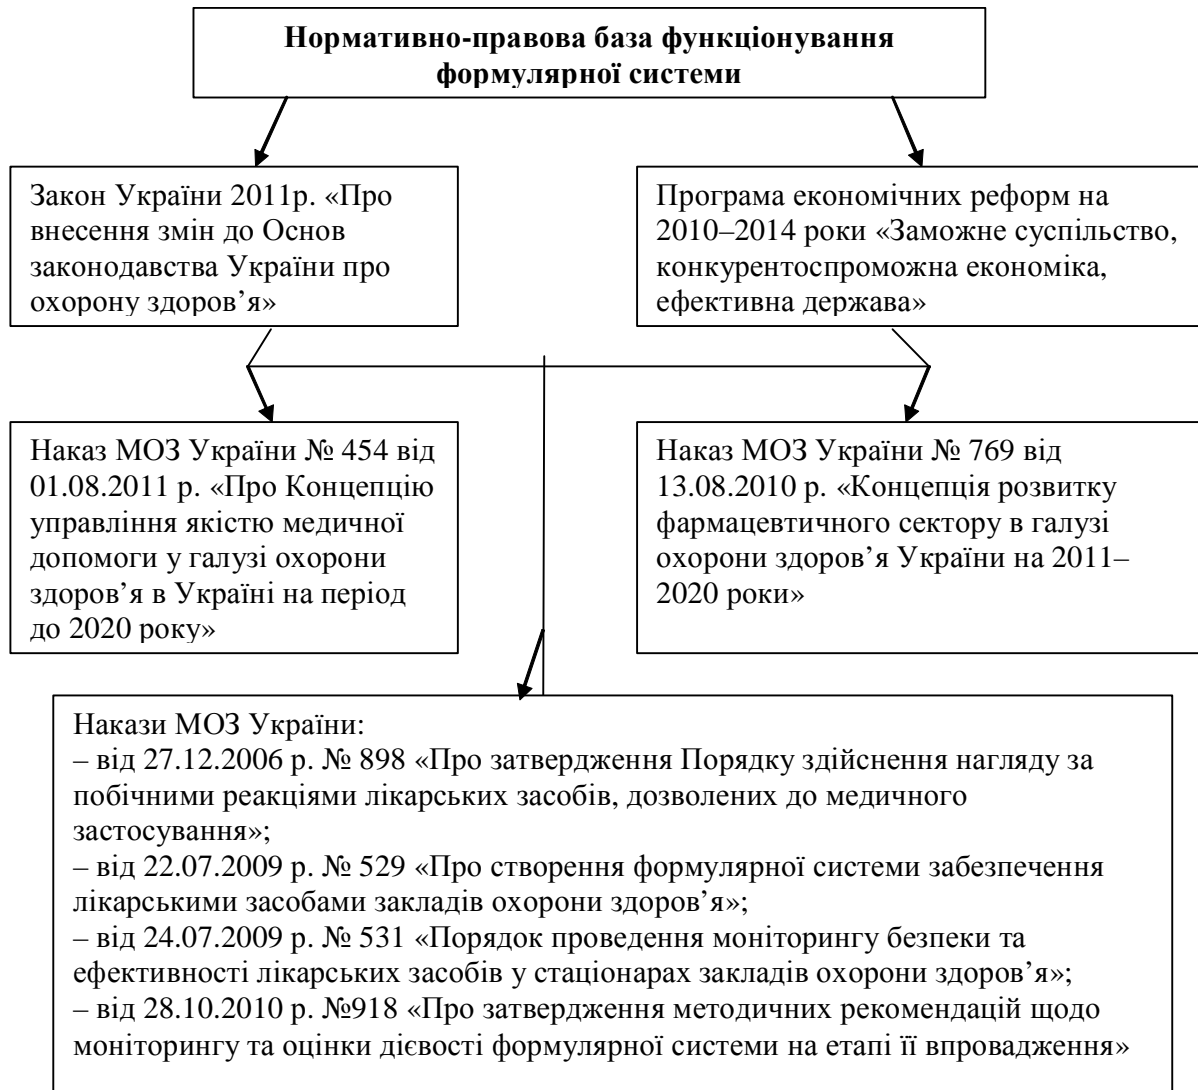 Нормативно-правова база функціонування
формулярної системи
Закон України 2011р. «Про
внесення змін до Основ
законодавства України про
охорону здоров’я»
Програма економічних реформ на
2010–2014 роки «Заможне суспільство,
конкурентоспроможна економіка,
ефективна держава»
Наказ МОЗ України № 454 від
01.08.2011 р. «Про Концепцію
управління якістю медичної
допомоги у галузі охорони
здоров’я в Україні на період
до 2020 року»
Наказ МОЗ України № 769 від
13.08.2010 р. «Концепція розвитку
фармацевтичного сектору в галузі
охорони здоров’я України на 2011–
2020 роки»
Накази МОЗ України:
– від 27.12.2006 р. № 898 «Про затвердження Порядку здійснення нагляду за
побічними реакціями лікарських засобів, дозволених до медичного
застосування»;
– від 22.07.2009 р. № 529 «Про створення формулярної системи забезпечення
лікарськими засобами закладів охорони здоров’я»;
– від 24.07.2009 р. № 531 «Порядок проведення моніторингу безпеки та
ефективності лікарських засобів у стаціонарах закладів охорони здоров’я»;
– від 28.10.2010 р. №918 «Про затвердження методичних рекомендацій щодо
моніторингу та оцінки дієвості формулярної системи на етапі її впровадження»